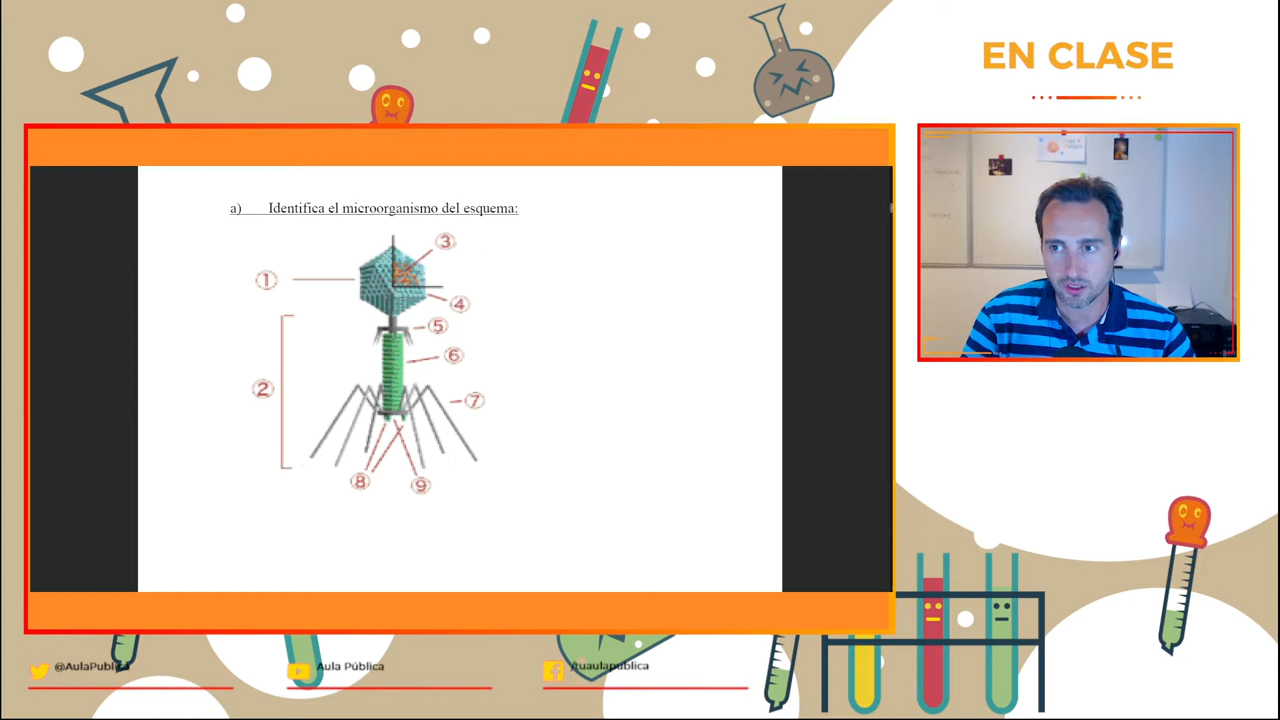 EN CLASE
a) Identifica el microorganismo del esquema:
3
1
4
5
6
2
7
8
9
@AulaPublica
Aula Pública
/tuaulapublica